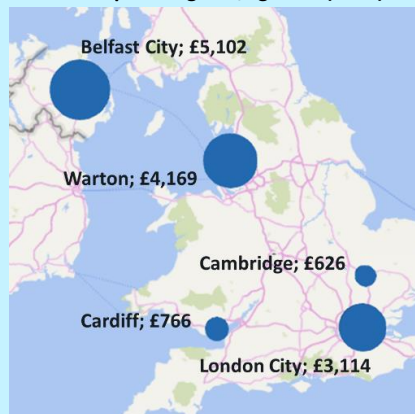 Belfast City; £5,102
Warton; £4,169
Cambridge; £626
Cardiff; £766
London City; £3,114